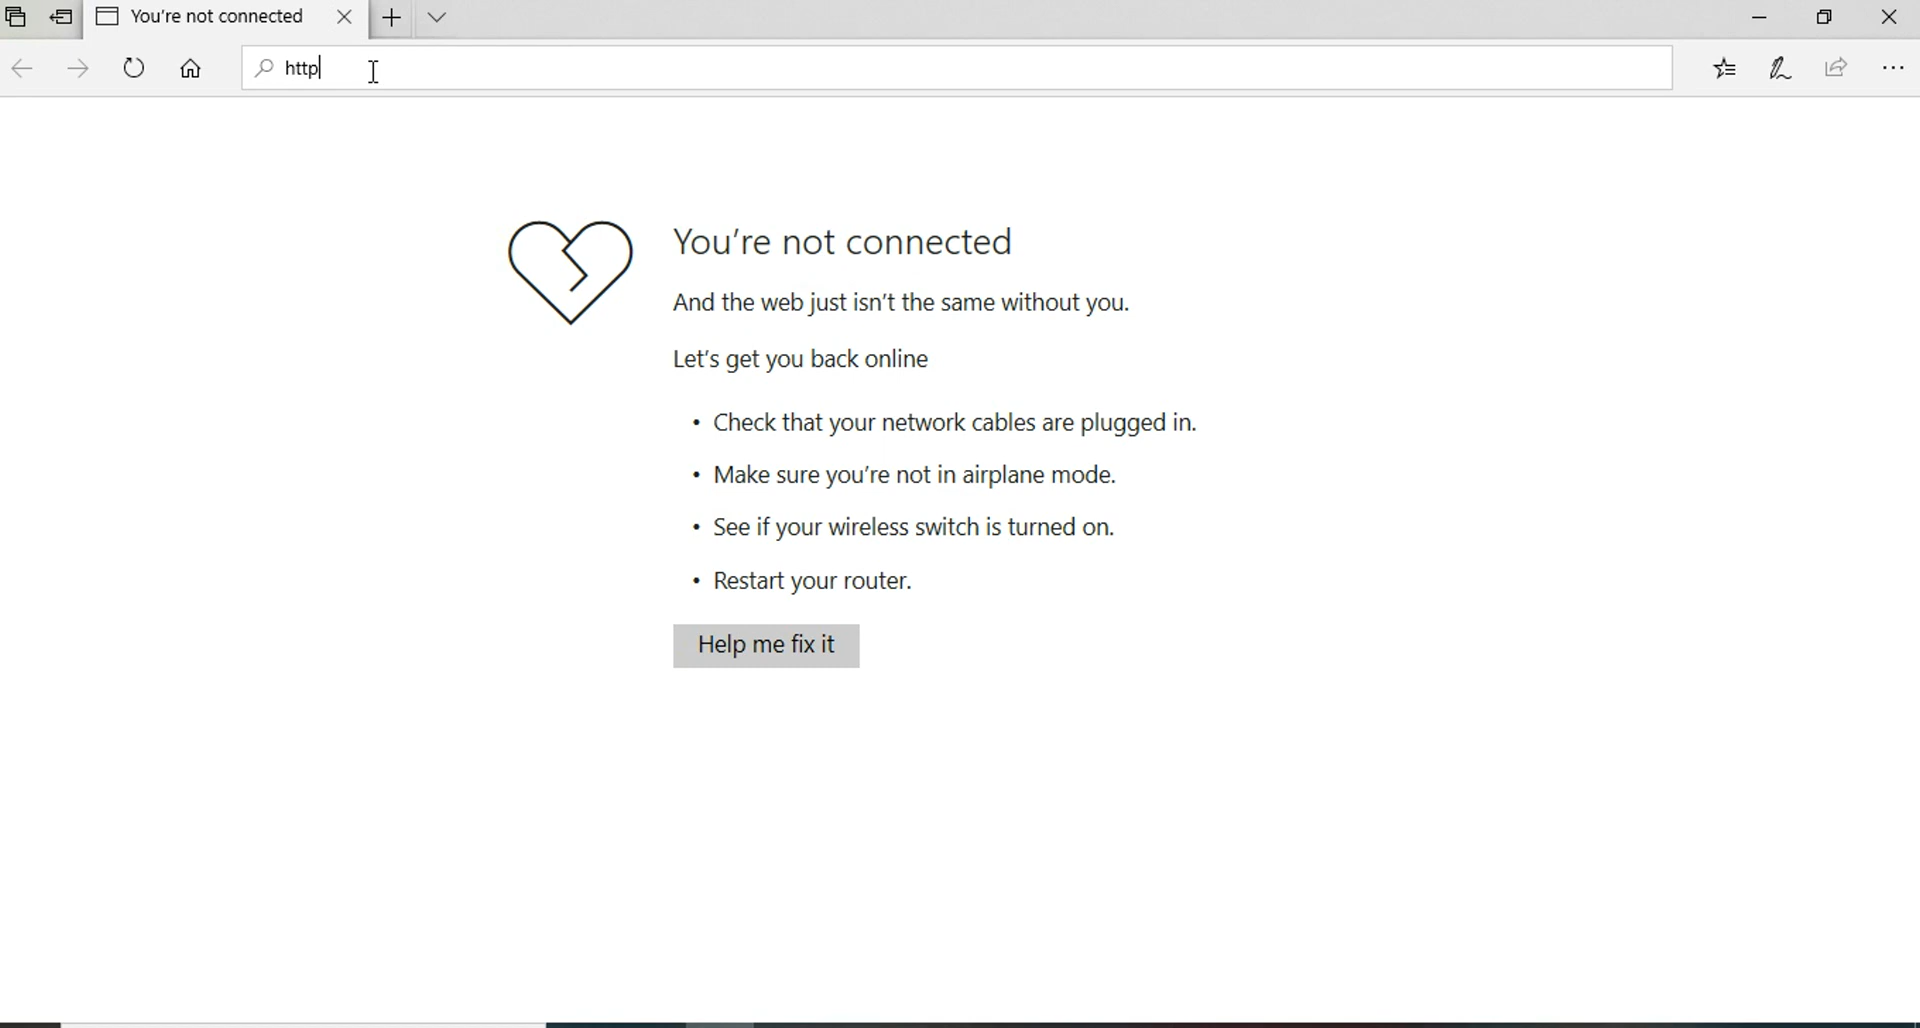 You're not connected
http
You're not connected
And the web just isn't the same without you.
Let's get you back online
• Check that your network cables are plugged in.
• Make sure you're not in airplane mode.
• See if your wireless switch is turned on.
• Restart your router.
Help me fix it